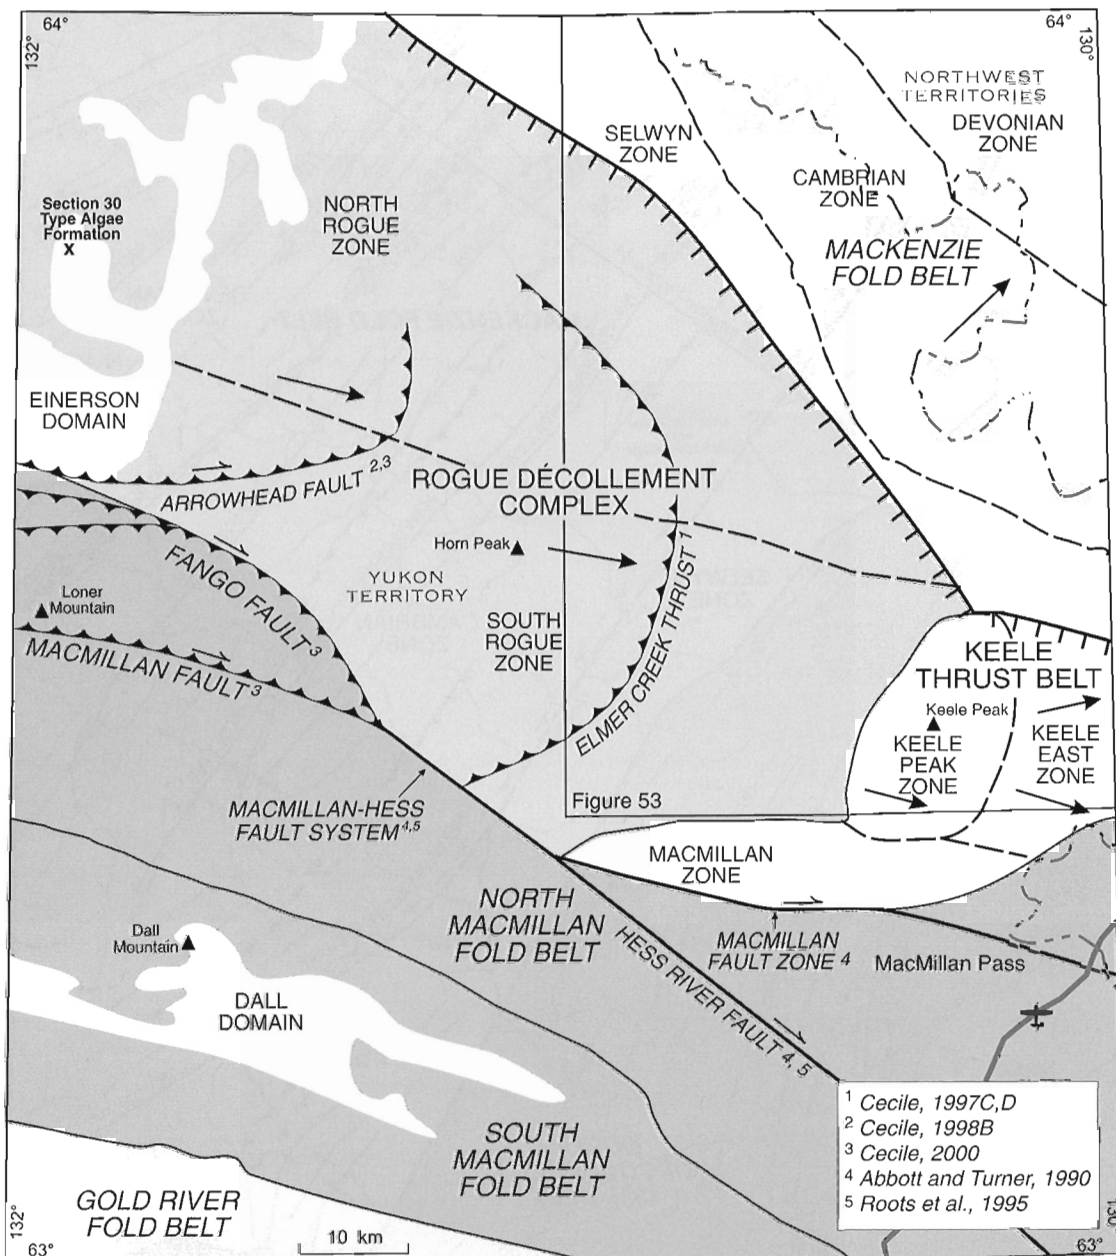 64°
132°
64°
130°
NORTHWEST
TERRITORIES
DEVONIAN
ZONE
SELWYN
ZONE
CAMBRIAN
ZONE
MACKENZIE
FOLD BELT
Section 30
Type Algae
Formation
X
NORTH
ROGUE
ZONE
EINERSON
DOMAIN
ARROWHEAD FAULT 2,3
ROGUE DÉCOLLEMENT
COMPLEX
Horn Peak
FANGO FAULT 3
YUKON
TERRITORY
Loner
Mountain
SOUTH
ROGUE
ZONE
ELMER CREEK THRUST 1
MACMILLAN FAULT 3
KEELE
THRUST BELT
Keele Peak
KEELE
PEAK
ZONE
KEELE
EAST
ZONE
Figure 53
MACMILLAN-HESS
FAULT SYSTEM 4,5
MACMILLAN
ZONE
NORTH
MACMILLAN
FOLD BELT
HESS RIVER FAULT 4, 5
MACMILLAN
FAULT ZONE 4
MacMillan Pass
Dall
Mountain
DALL
DOMAIN
SOUTH
MACMILLAN
FOLD BELT
GOLD RIVER
FOLD BELT
1 Cecile, 1997C,D
2 Cecile, 1998B
3 Cecile, 2000
4 Abbott and Turner, 1990
5 Roots et al., 1995
132°
63°
10 km
63°